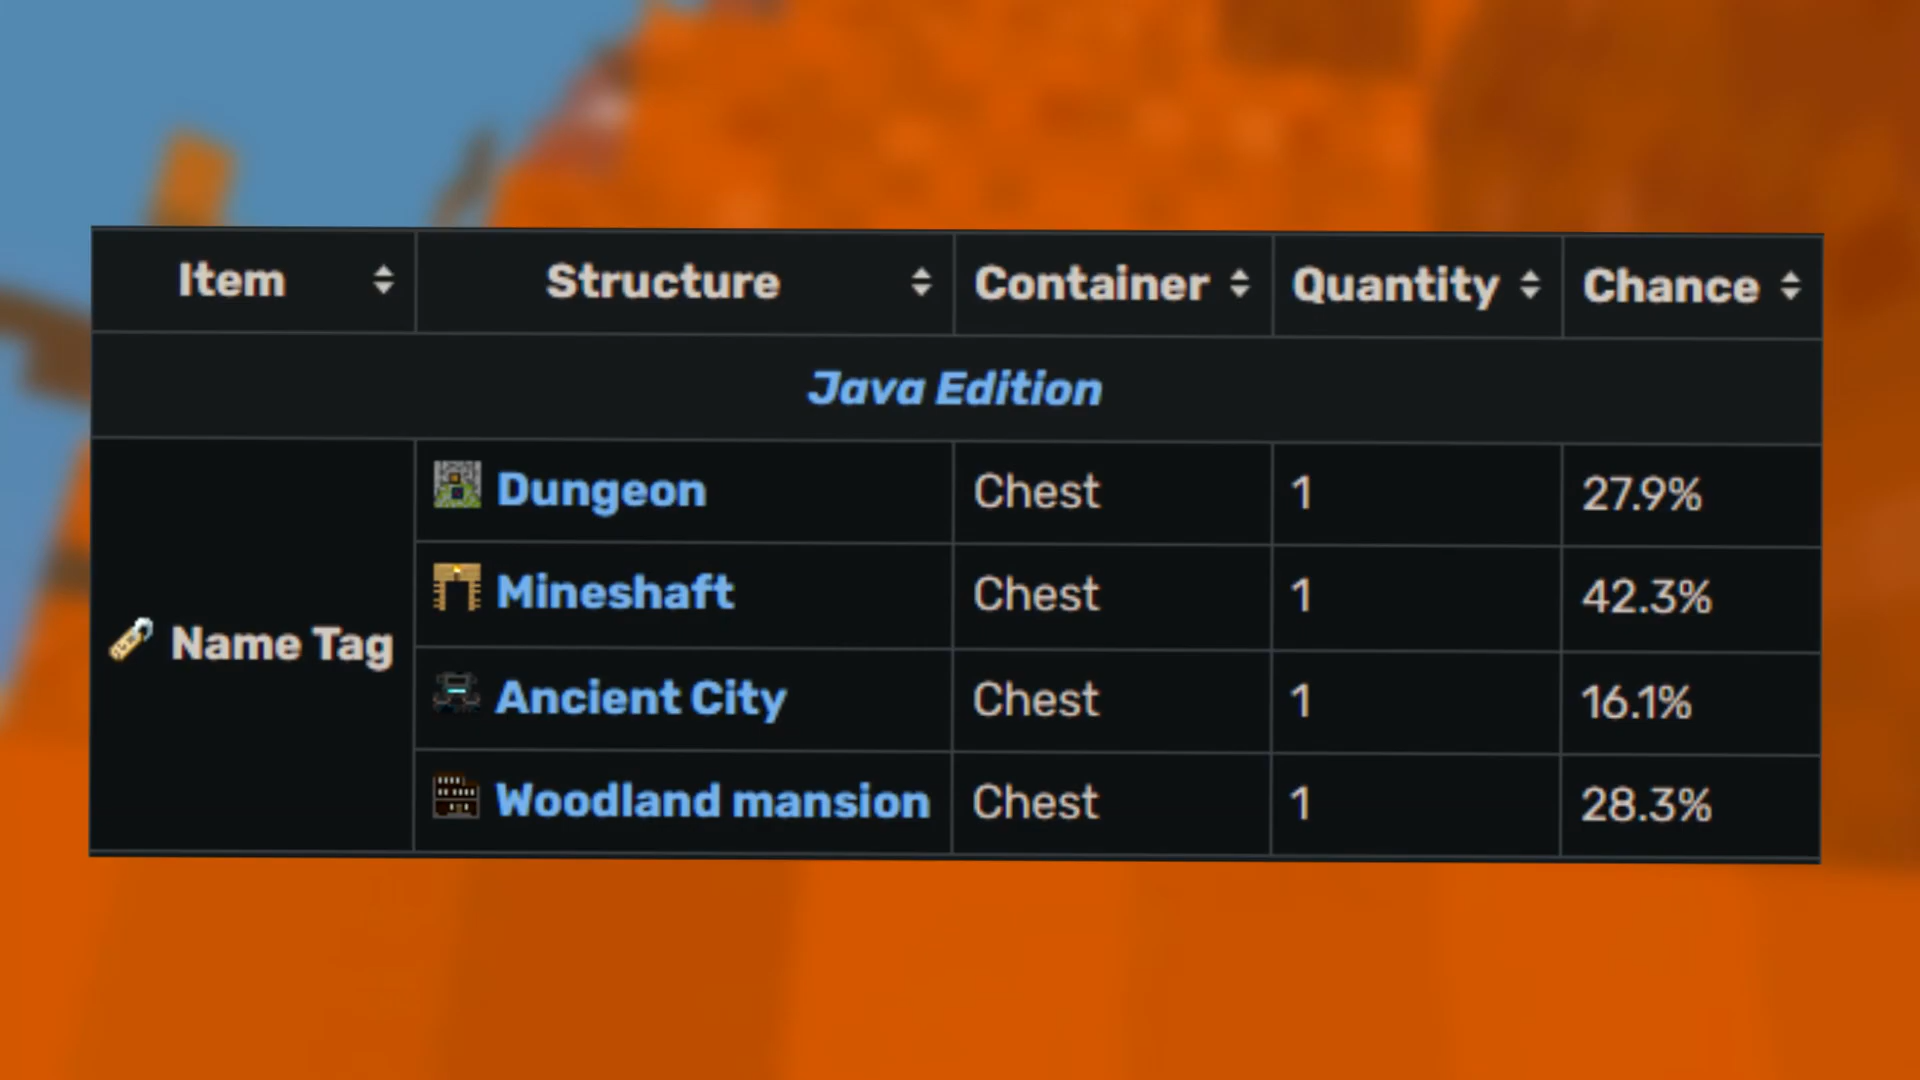 Item Structure Container Quantity Chance
Java Edition
Dungeon Chest 1 27.9%
Mineshaft Chest 1 42.3%
Name Tag
Ancient City Chest 1 16.1%
Woodland mansion Chest 1 28.3%